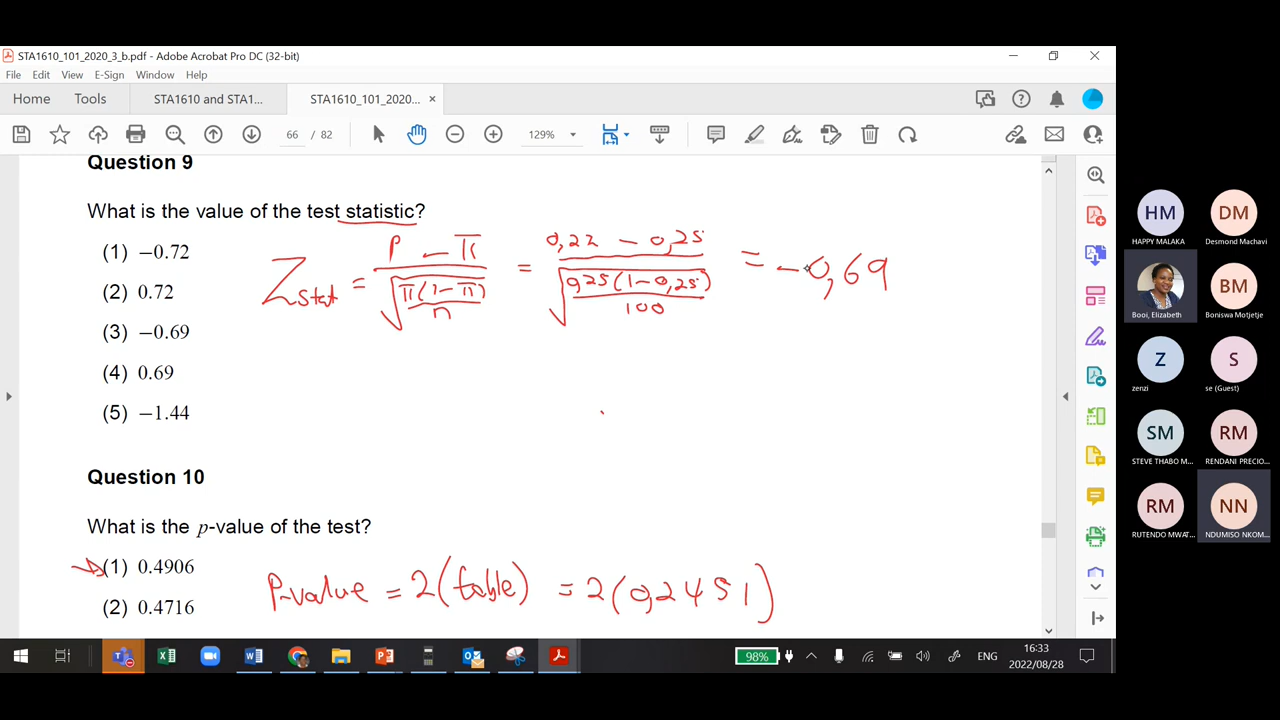 STA1610_101_2020_3_b.pdf - Adobe Acrobat Pro DC (32-bit)
File Edit View E-Sign Window Help
Home Tools STA1610 and STA1... STA1610_101_2020... ×
66 / 82 129%
Question 9
What is the value of the test statistic?
(1) −0.72
(2) 0.72
(3) −0.69
(4) 0.69
(5) −1.44
Zstat = P − π / √(π(1−π)/n) = 0,22 − 0,25 / √(0,25(1−0,25)/100) = −0,69
Question 10
What is the p-value of the test?
(1) 0.4906
(2) 0.4716
P-value = 2(table) = 2(0,2451)
HM
HAPPY MALAKA
DM
Desmond Machavi
Booi, Elizabeth
BM
Boniswa Motjetje
Z
zenzi
S
se (Guest)
SM
STEVE THABO M...
RM
RENDANI PRECIO...
RM
RUTENDO MWAT...
NN
NDUMISO NKOM...
98%
ENG
16:33
2022/08/28